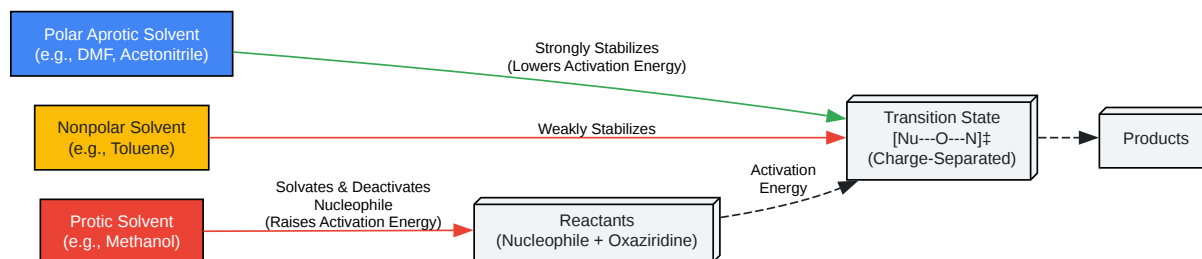 Polar Aprotic Solvent
(e.g., DMF, Acetonitrile)
Strongly Stabilizes
(Lowers Activation Energy)
Nonpolar Solvent
(e.g., Toluene)
Weakly Stabilizes
Transition State
[Nu---O---N]‡
(Charge-Separated)
Products
Activation
Energy
Solvates & Deactivates
Nucleophile
(Raises Activation Energy)
Protic Solvent
(e.g., Methanol)
Reactants
(Nucleophile + Oxaziridine)